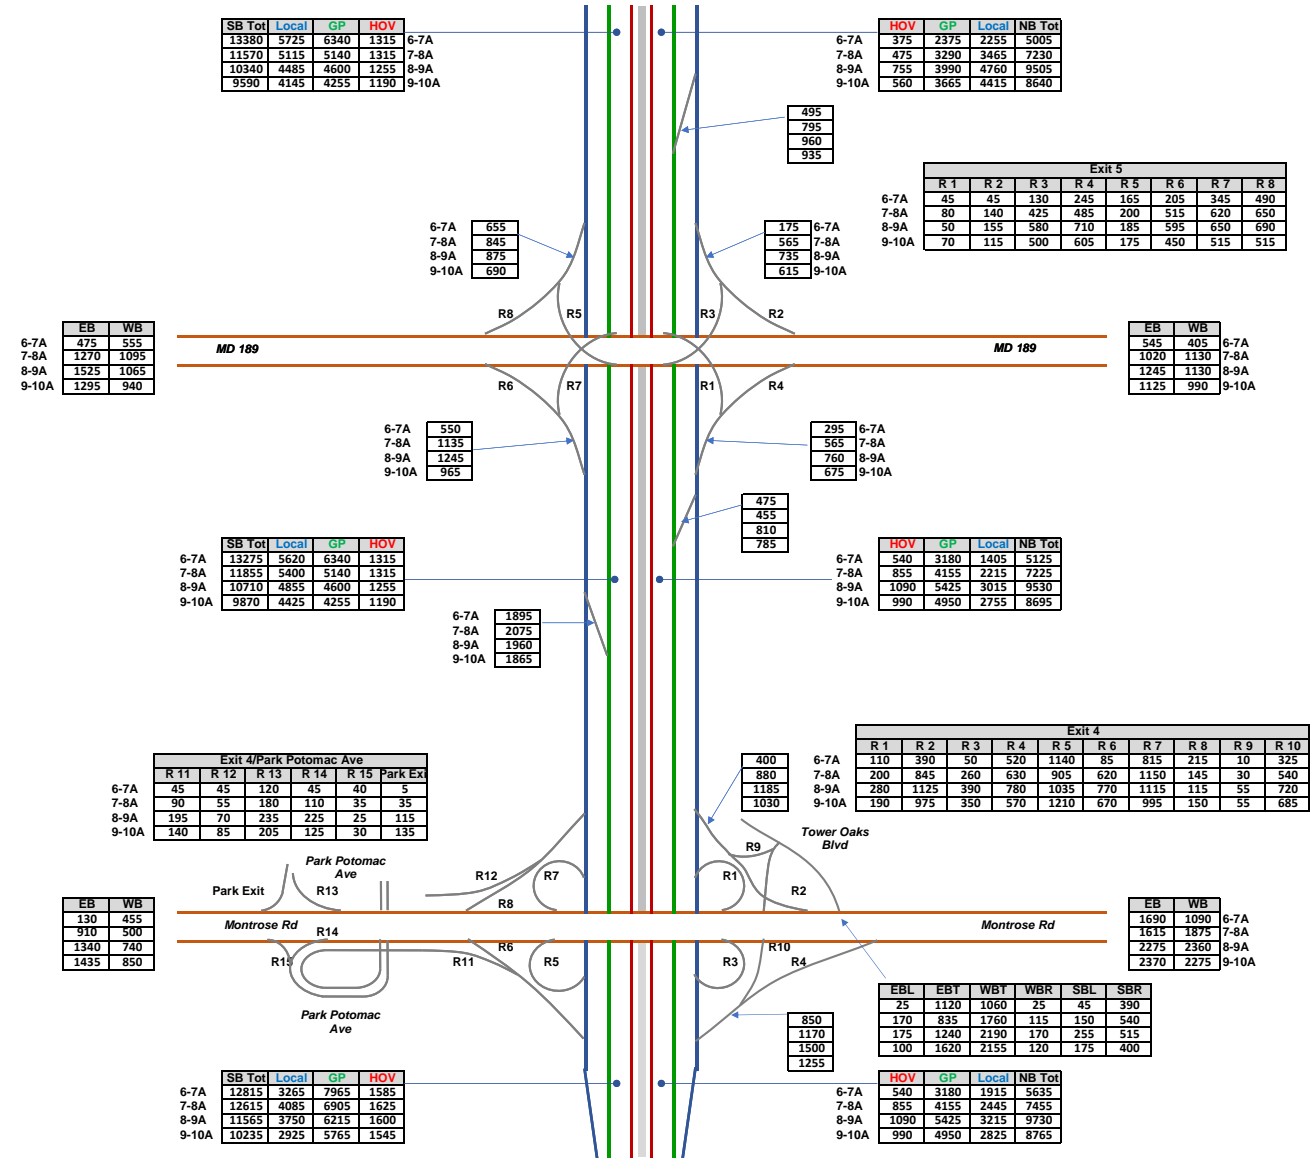 SB Tot Local GP HOV
13380 5725 6340 1315 6-7A
11570 5115 5140 1315 7-8A
10340 4485 4600 1255 8-9A
9590 4145 4255 1190 9-10A
HOV GP Local NB Tot
6-7A 375 2375 2255 5005
7-8A 475 3290 3465 7230
8-9A 755 3990 4760 9505
9-10A 560 3665 4415 8640
495
795
960
935
Exit 5
R 1 R 2 R 3 R 4 R 5 R 6 R 7 R 8
6-7A 45 45 130 245 165 205 345 490
7-8A 80 140 425 485 200 515 620 650
8-9A 50 155 580 710 185 595 650 690
9-10A 70 115 500 605 175 450 515 515
6-7A 655
7-8A 845
8-9A 875
9-10A 690
175 6-7A
565 7-8A
735 8-9A
615 9-10A
R8 R5 R3 R2
EB WB
6-7A 475 555
7-8A 1270 1095
8-9A 1525 1065
9-10A 1295 940
MD 189
MD 189
EB WB
545 405 6-7A
1020 1130 7-8A
1245 1130 8-9A
1125 990 9-10A
R6 R7 R1 R4
6-7A 550
7-8A 1135
8-9A 1245
9-10A 965
295 6-7A
565 7-8A
760 8-9A
675 9-10A
475
455
810
785
SB Tot Local GP HOV
6-7A 13275 5620 6340 1315
7-8A 11855 5400 5140 1315
8-9A 10710 4855 4600 1255
9-10A 9870 4425 4255 1190
HOV GP Local NB Tot
6-7A 540 3180 1405 5125
7-8A 855 4155 2215 7225
8-9A 1090 5425 3015 9530
9-10A 990 4950 2755 8695
6-7A 1895
7-8A 2075
8-9A 1960
9-10A 1865
Exit 4/Park Potomac Ave
R 11 R 12 R 13 R 14 R 15 Park Exi
6-7A 45 45 120 45 40 5
7-8A 90 55 180 110 35 35
8-9A 195 70 235 225 25 115
9-10A 140 85 205 125 30 135
400
880
1185
1030
Exit 4
R 1 R 2 R 3 R 4 R 5 R 6 R 7 R 8 R 9 R 10
6-7A 110 390 50 520 1140 85 815 215 10 325
7-8A 200 845 260 630 905 620 1150 145 30 540
8-9A 280 1125 390 780 1035 770 1115 115 55 720
9-10A 190 975 350 570 1210 670 995 150 55 685
Tower Oaks
Blvd
Park Potomac
Ave
Park Exit R13 R12 R7 R8 R1 R9 R2
EB WB
130 455
910 500
1340 740
1435 850
Montrose Rd
Montrose Rd
EB WB
1690 1090 6-7A
1615 1875 7-8A
2275 2360 8-9A
2370 2275 9-10A
R14 R6 R10
R15 R11 R5 R3 R4
Park Potomac
Ave
EBL EBT WBT WBR SBL SBR
25 1120 1060 25 45 390
170 835 1760 115 150 540
175 1240 2190 170 255 515
100 1620 2155 120 175 400
850
1170
1500
1255
SB Tot Local GP HOV
6-7A 12815 3265 7965 1585
7-8A 12615 4085 6905 1625
8-9A 11565 3750 6215 1600
9-10A 10235 2925 5765 1545
HOV GP Local NB Tot
6-7A 540 3180 1915 5635
7-8A 855 4155 2445 7455
8-9A 1090 5425 3215 9730
9-10A 990 4950 2825 8765